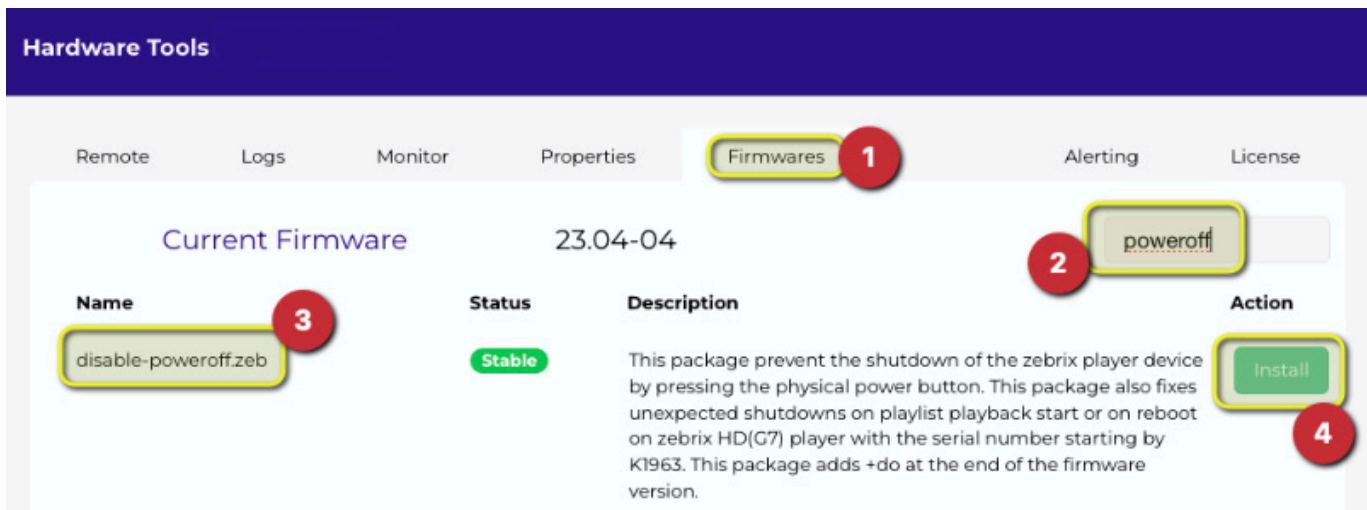 Hardware Tools
Remote Logs Monitor Properties Firmwares 1 Alerting License
Current Firmware 23.04-04 2 poweroff
Name 3 Status Description Action
disable-poweroff.zeb Stable This package prevent the shutdown of the zebrix player device Install
by pressing the physical power button. This package also fixes
unexpected shutdowns on playlist playback start or on reboot
on zebrix HD(G7) player with the serial number starting by 4
K1963. This package adds +do at the end of the firmware
version.